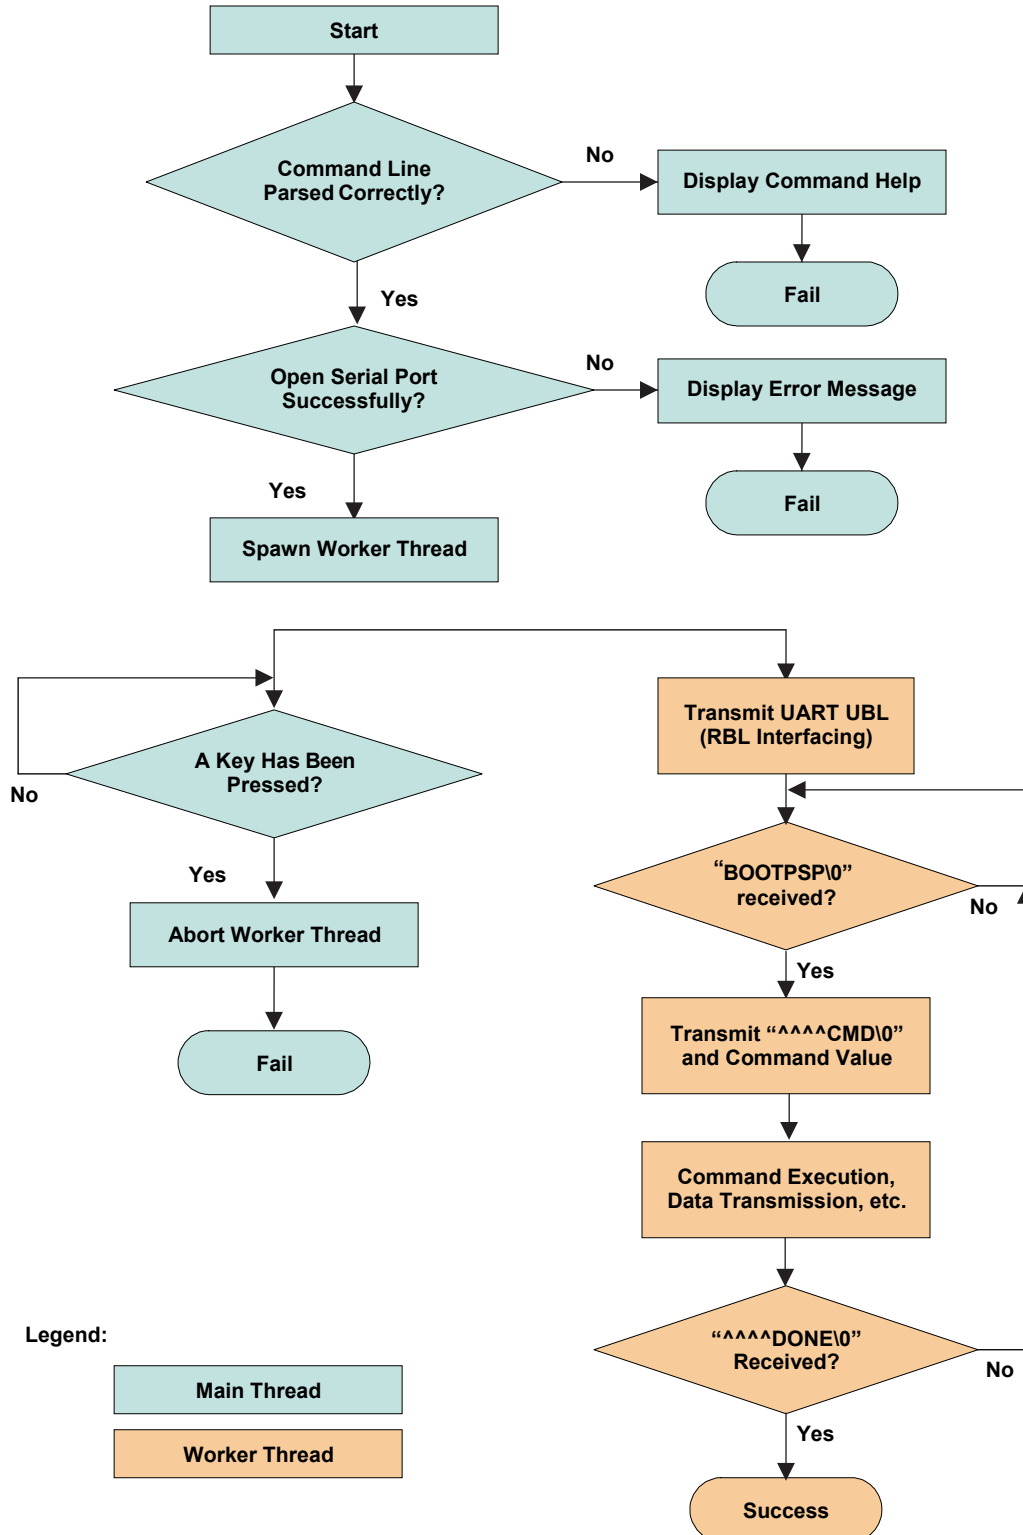 Start
Command Line
Parsed Correctly?
No
Display Command Help
Fail
Yes
Open Serial Port
Successfully?
No
Display Error Message
Fail
Yes
Spawn Worker Thread
A Key Has Been
Pressed?
No
Yes
Abort Worker Thread
Fail
Transmit UART UBL
(RBL Interfacing)
“BOOTPSP\0”
received?
No
Yes
Transmit “^^^^CMD\0”
and Command Value
Command Execution,
Data Transmission, etc.
“^^^^DONE\0”
Received?
No
Yes
Success
Legend:
Main Thread
Worker Thread